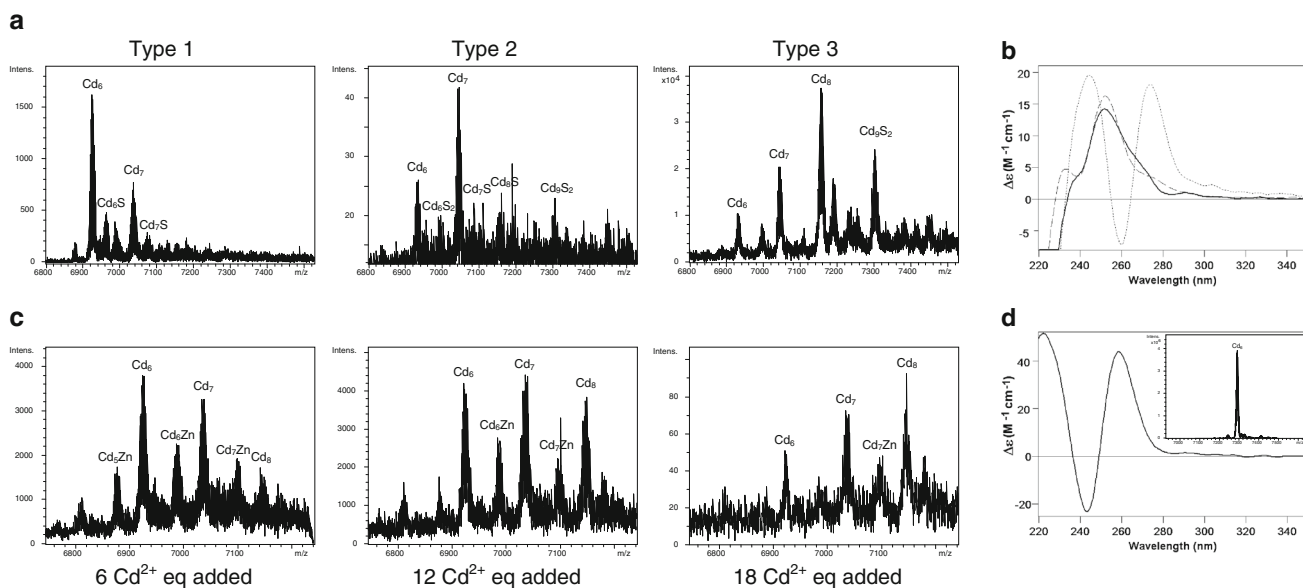 a
Type 1
Intens.
1500
1000
500
0
Cd6
Cd6S
Cd7
Cd7S
6800 7000 7100 7200 7300 7400 m/z
Type 2
Intens.
40
30
20
Cd6
Cd6S2
Cd7
Cd7S
Cd8S
Cd9S2
6800 6900 7000 7100 7200 7300 7400 m/z
Type 3
Intens.
x10⁴
4
3
2
1
0
Cd6
Cd7
Cd8
Cd9S2
6800 6900 7000 7100 7200 7300 7400 m/z
b
Δε (M⁻¹ cm⁻¹)
20
15
10
5
0
-5
220 240 260 280 300 320 340
Wavelength (nm)
c
Intens.
4000
3000
2000
1000
0
Cd5Zn
Cd6
Cd6Zn
Cd7
Cd7Zn
Cd8
6800 6900 7000 7100 m/z
6 Cd²⁺ eq added
Intens.
5000
4000
3000
2000
1000
0
Cd6
Cd6Zn
Cd7
Cd7Zn
Cd8
6800 6900 7000 7100 m/z
12 Cd²⁺ eq added
Intens.
100
80
60
40
20
0
Cd6
Cd7
Cd7Zn
Cd8
6800 6900 7000 7100 m/z
18 Cd²⁺ eq added
d
Δε (M⁻¹ cm⁻¹)
40
20
0
-20
220 240 260 280 300 320 340
Wavelength (nm)
Intens.